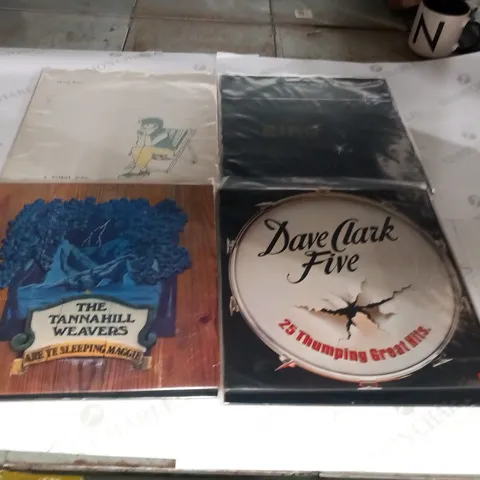 THE
TANNAHILL
WEAVERS
ARE YE SLEEPING MAGGIE
Dave Clark
Five
25 Thumping Great Hits.
N